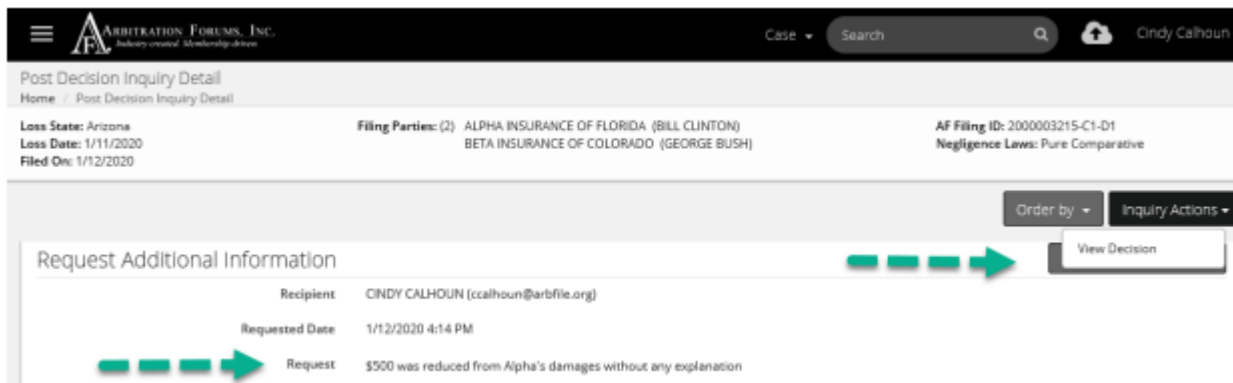 ARBITRATION FORUMS, INC.
Industry-created. Membership-driven.
Case
Search
Cindy Calhoun
Post Decision Inquiry Detail
Home / Post Decision Inquiry Detail
Loss State: Arizona
Filing Parties: (2) ALPHA INSURANCE OF FLORIDA (BILL CLINTON)
AF Filing ID: 2000003215-C1-D1
Loss Date: 1/11/2020
BETA INSURANCE OF COLORADO (GEORGE BUSH)
Negligence Laws: Pure Comparative
Filed On: 1/12/2020
Order by
Inquiry Actions
View Decision
Request Additional Information
Recipient CINDY CALHOUN (ccalhoun@arbfile.org)
Requested Date 1/12/2020 4:14 PM
Request $500 was reduced from Alpha's damages without any explanation